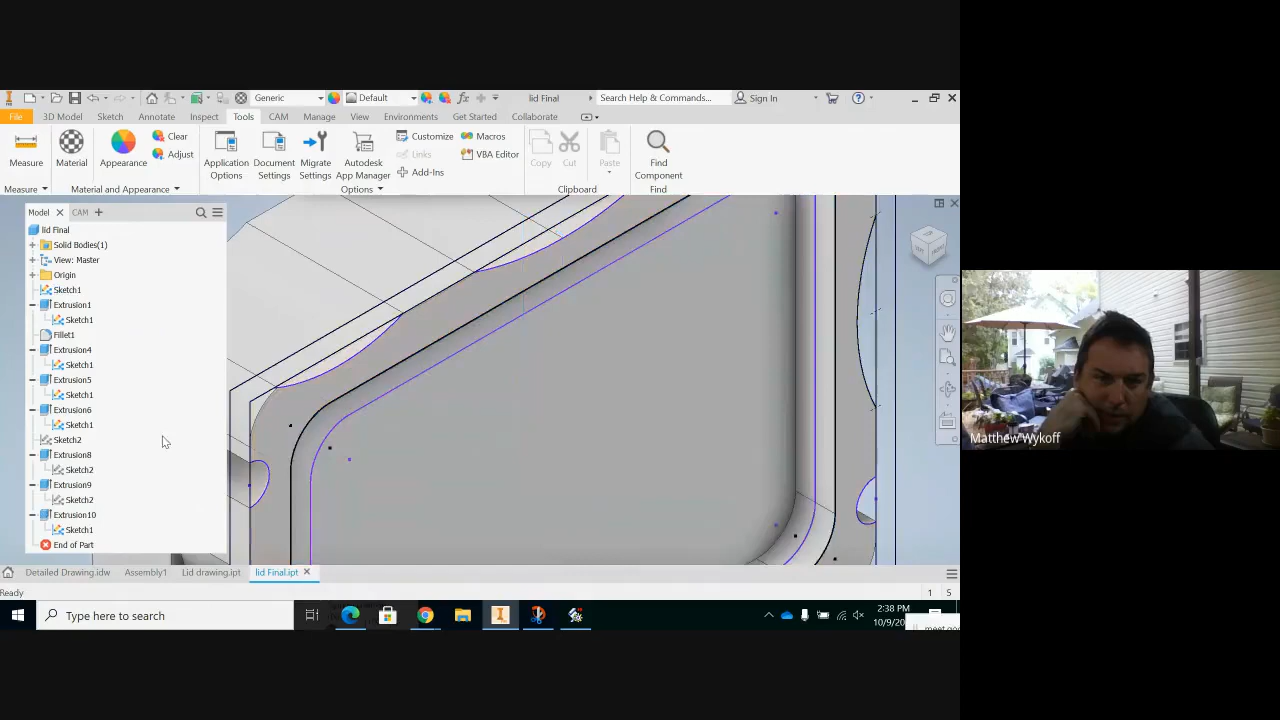 Generic
Default
lid Final
Search Help & Commands...
Sign In
File
3D Model
Sketch
Annotate
Inspect
Tools
CAM
Manage
View
Environments
Get Started
Collaborate
Measure
Material
Appearance
Clear
Adjust
Application
Options
Document
Settings
Migrate
Settings
Autodesk
App Manager
Customize
Links
Add-Ins
Macros
VBA Editor
Copy
Cut
Paste
Find
Component
Measure
Material and Appearance
Options
Clipboard
Find
Model
CAM
lid Final
Solid Bodies(1)
View: Master
Origin
Sketch1
Extrusion1
Sketch1
Fillet1
Extrusion4
Sketch1
Extrusion5
Sketch1
Extrusion6
Sketch1
Sketch2
Extrusion8
Sketch2
Extrusion9
Sketch2
Extrusion10
Sketch1
End of Part
Matthew Wykoff
Detailed Drawing.idw
Assembly1
Lid drawing.ipt
lid Final.ipt
Ready
1
5
Type here to search
2:38 PM
10/9/20